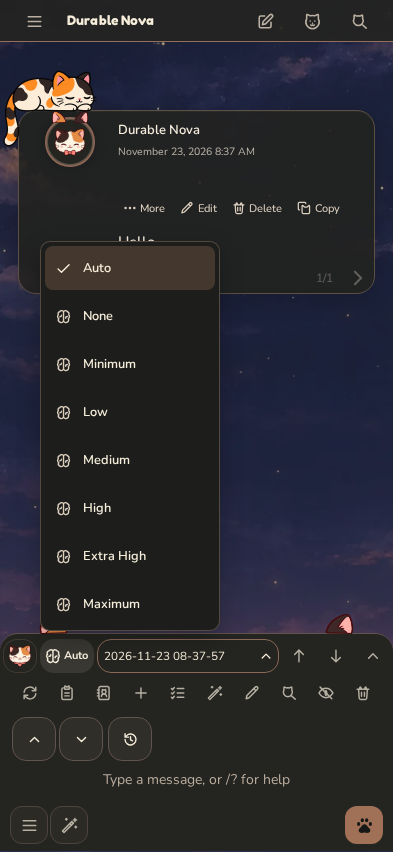 Durable Nova
Durable Nova
November 23, 2026 8:37 AM
More Edit Delete Copy
Hello
1/1
Auto
None
Minimum
Low
Medium
High
Extra High
Maximum
Auto 2026-11-23 08-37-57
Type a message, or /? for help